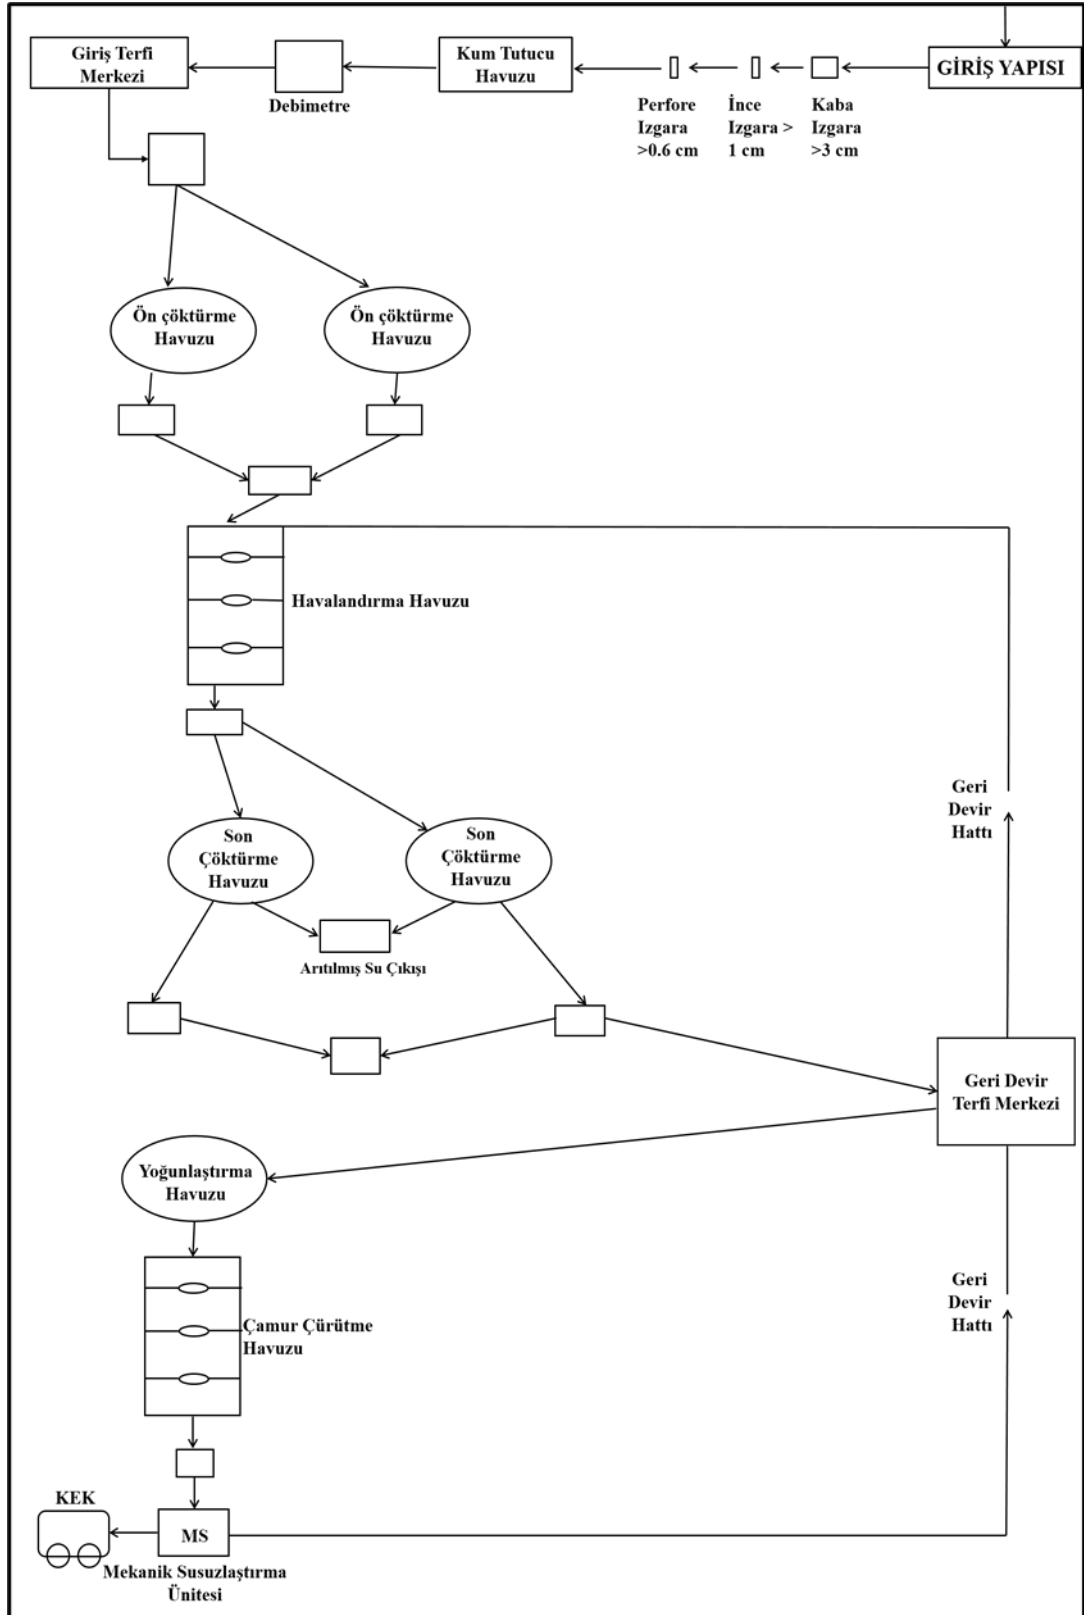 GİRİŞ YAPISI
Kaba
Izgara
>3 cm
İnce
Izgara >
1 cm
Perfore
Izgara
>0.6 cm
Kum Tutucu
Havuzu
Debimetre
Giriş Terfi
Merkezi
Ön çöktürme
Havuzu
Ön çöktürme
Havuzu
Havalandırma Havuzu
Son
Çöktürme
Havuzu
Son
Çöktürme
Havuzu
Arıtılmış Su Çıkışı
Geri
Devir
Hattı
Geri Devir
Terfi Merkezi
Yoğunlaştırma
Havuzu
Çamur Çürütme
Havuzu
Geri
Devir
Hattı
KEK
MS
Mekanik Susuzlaştırma
Ünitesi